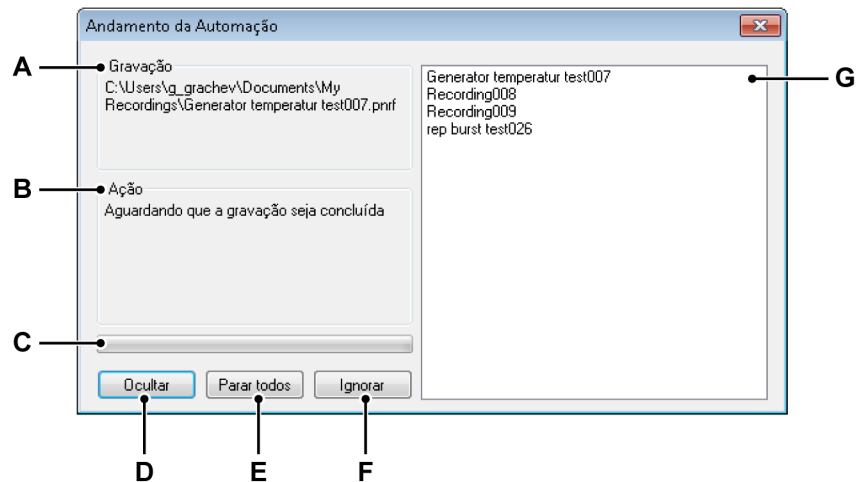 Andamento da Automação
A
Gravação
C:\Users\g_grachev\Documents\My
Recordings\Generator temperatur test007.pnrf
B
Ação
Aguardando que a gravação seja concluída
C
Ocultar
Parar todos
Ignorar
D
E
F
Generator temperatur test007
Recording008
Recording009
rep burst test026
G